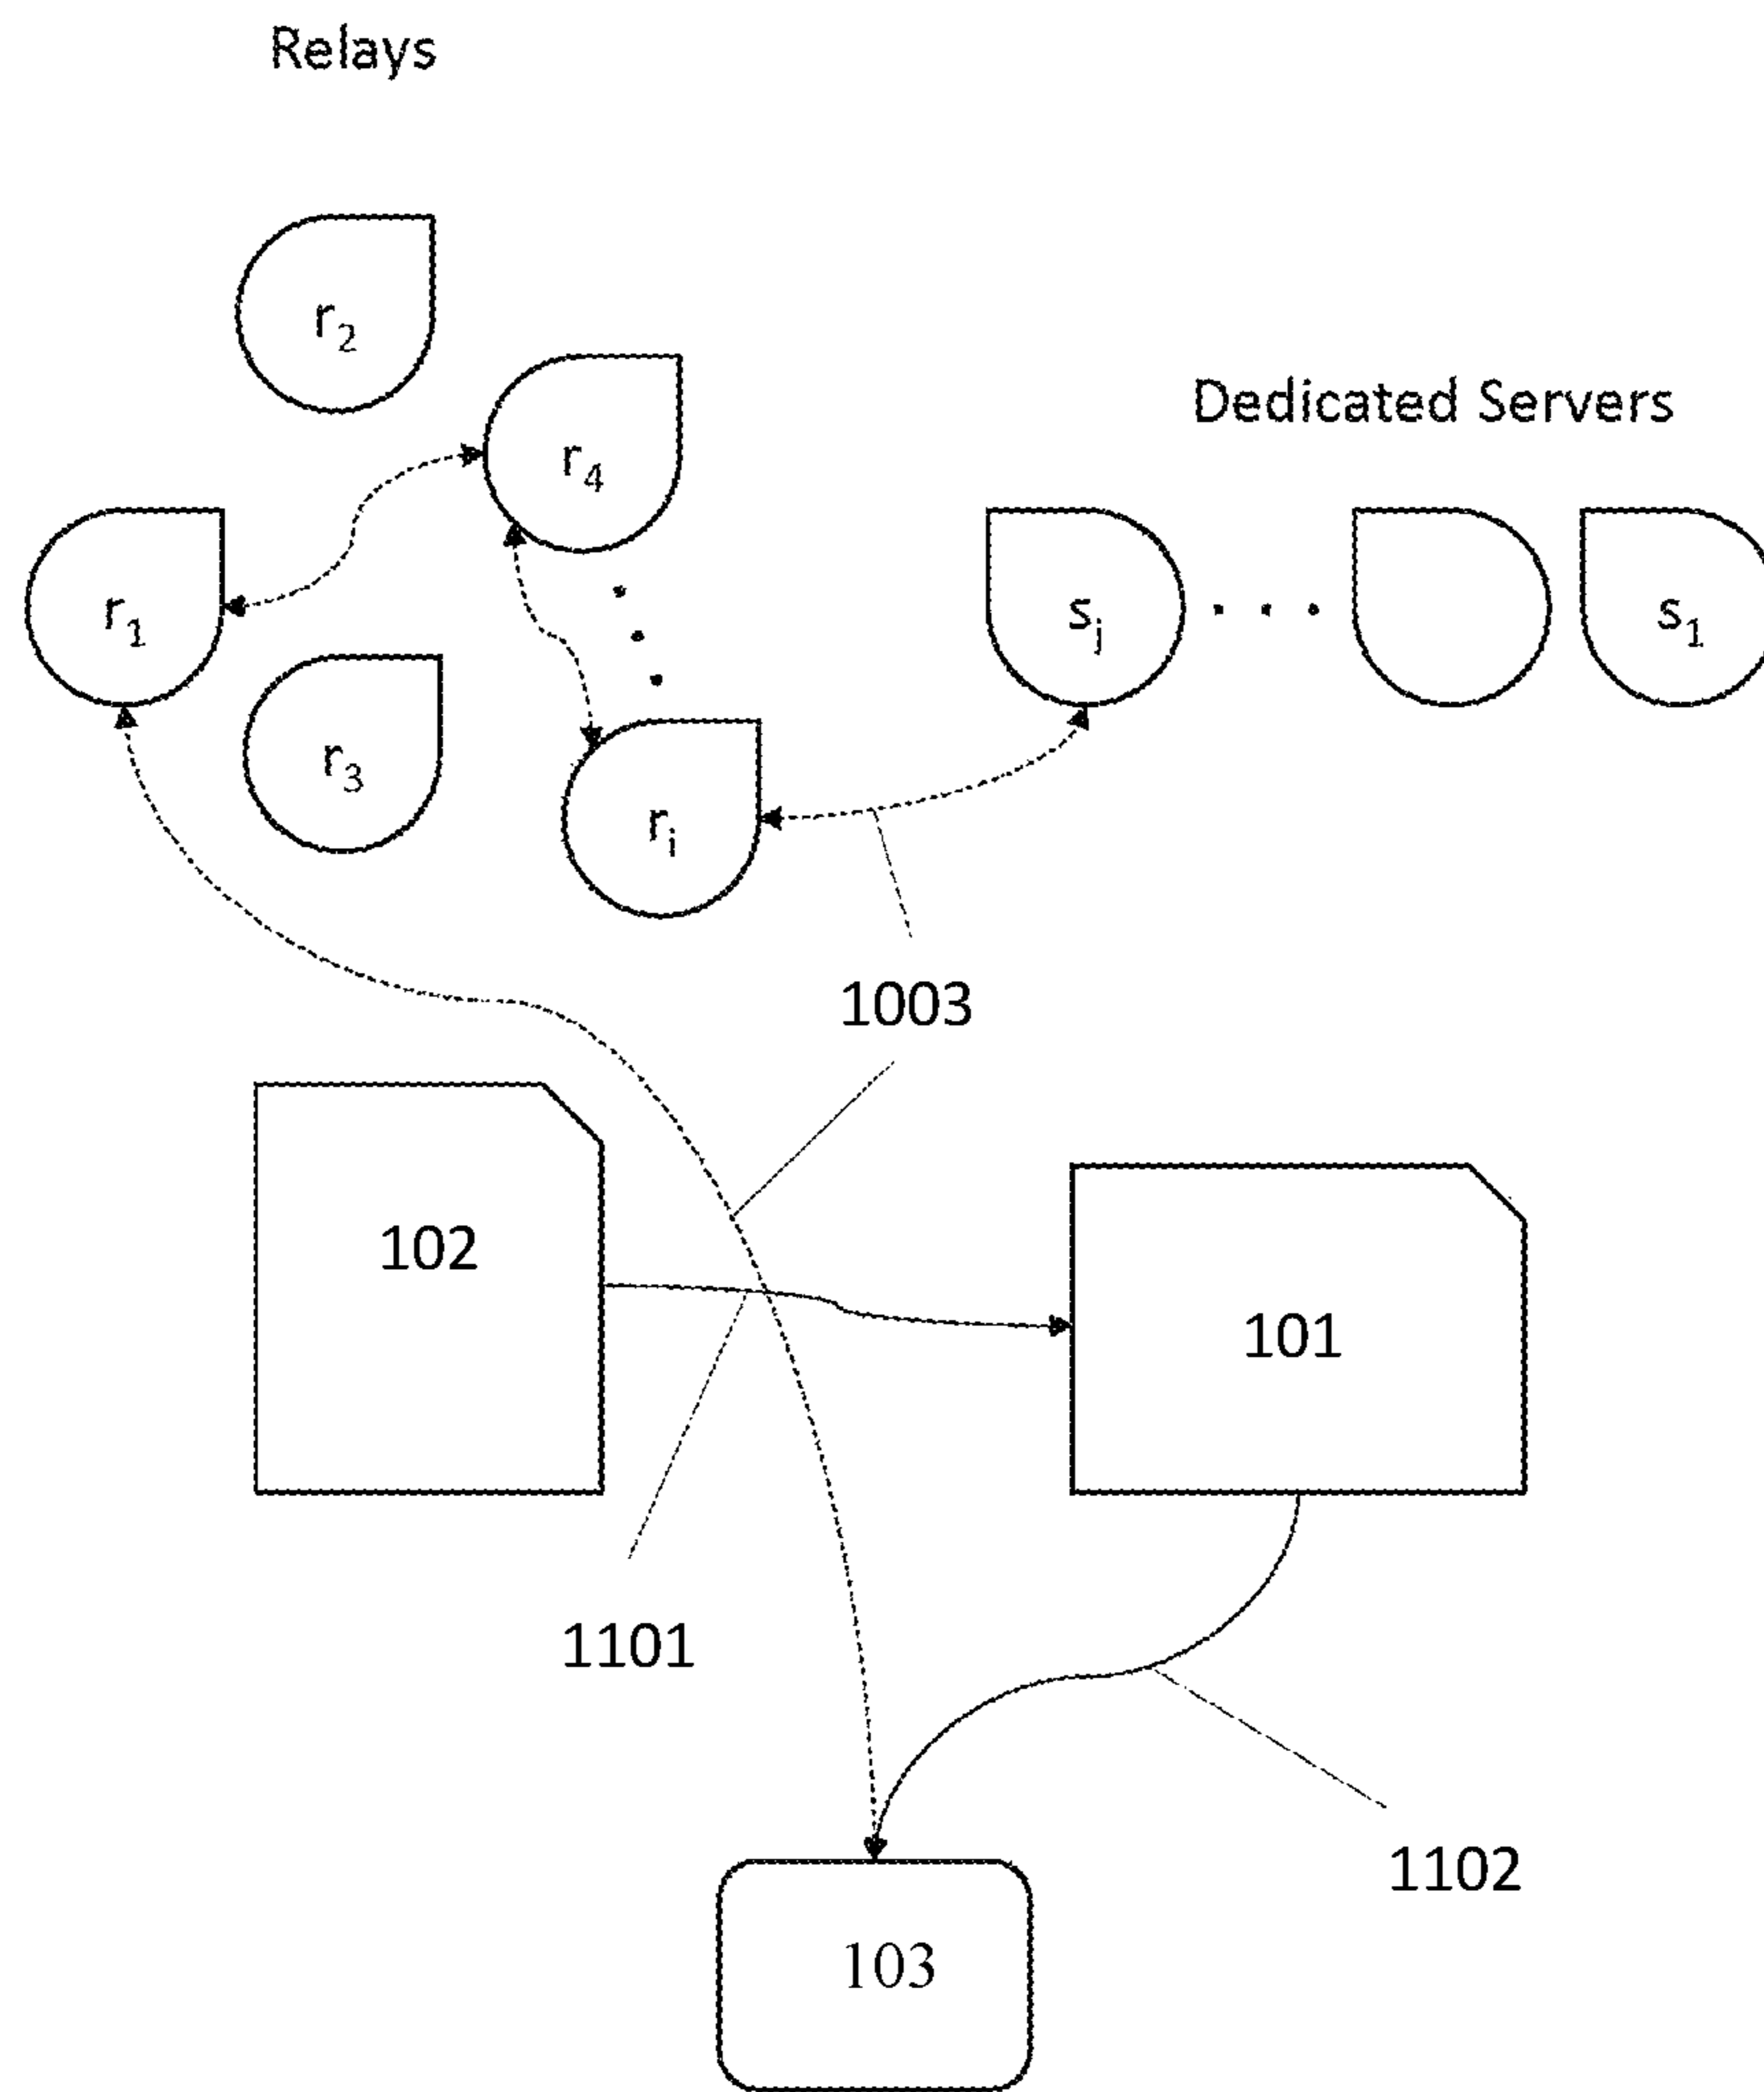 Relays
r2
r4
Dedicated Servers
r1
sj
s1
r3
ri
1003
102
101
1101
1102
103